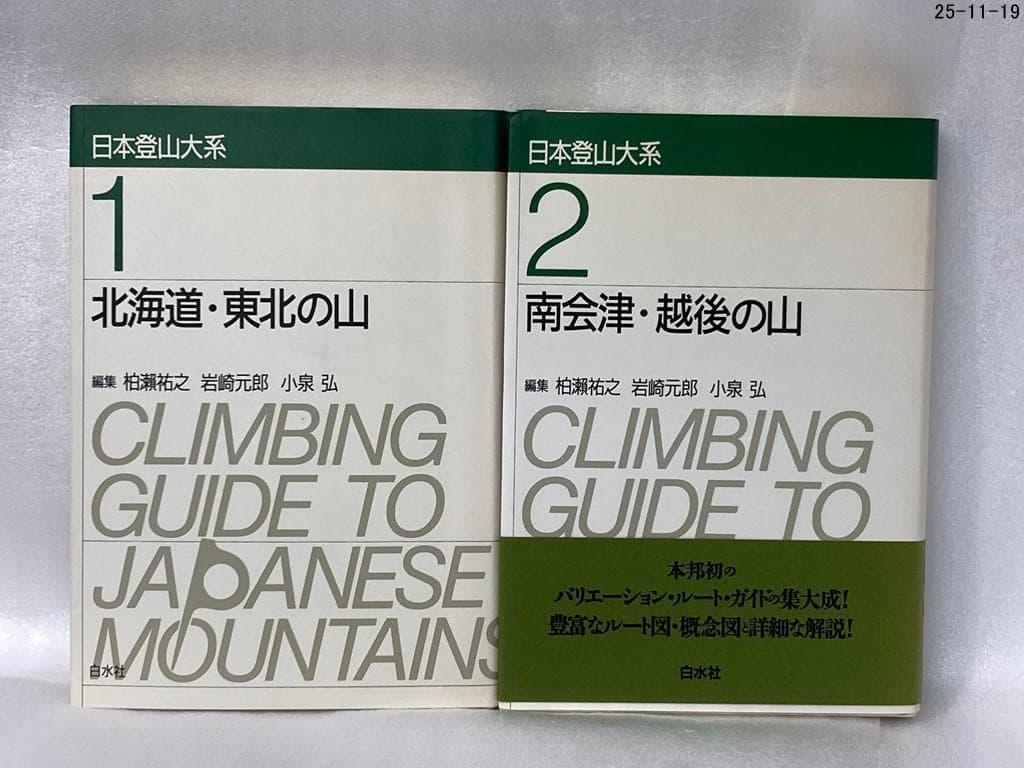 25-11-19
日本登山大系
1
北海道・東北の山
編集 柏瀬祐之 岩崎元郎 小泉 弘
CLIMBING
GUIDE TO
JAPANESE
MOUNTAINS
白水社
日本登山大系
2
南会津・越後の山
編集 柏瀬祐之 岩崎元郎 小泉 弘
CLIMBING
GUIDE TO
本邦初の
バリエーション・ルート・ガイドの集大成!
豊富なルート図・概念図と詳細な解説!
白水社